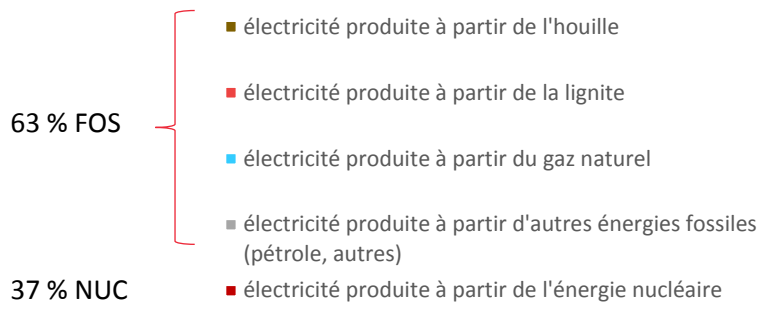 électricité produite à partir de l'houille
électricité produite à partir de la lignite
63 % FOS
électricité produite à partir du gaz naturel
électricité produite à partir d'autres énergies fossiles
(pétrole, autres)
37 % NUC
électricité produite à partir de l'énergie nucléaire